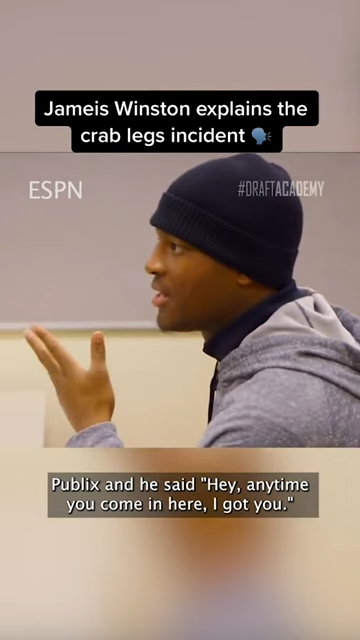 Jameis Winston explains the
crab legs incident 🗣️
ESPN
#DRAFTACADEMY
Publix and he said "Hey, anytime
you come in here, I got you."